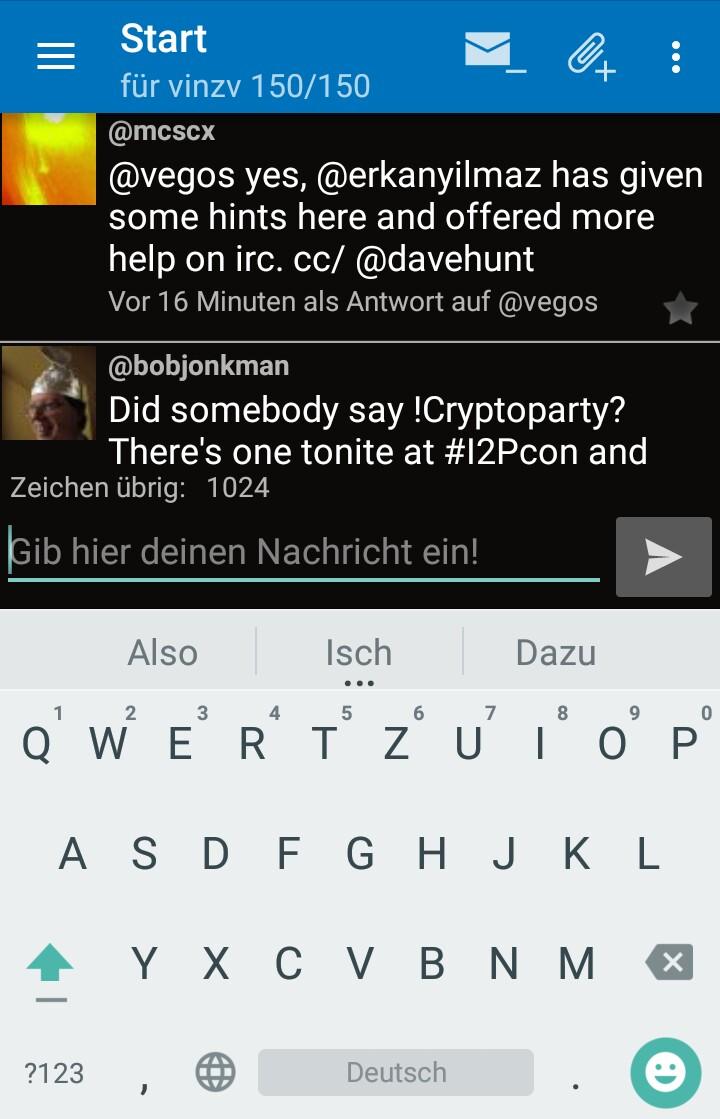 Start
für vinzv 150/150
@mcscx
@vegos yes, @erkanyilmaz has given
some hints here and offered more
help on irc. cc/ @davehunt
Vor 16 Minuten als Antwort auf @vegos
@bobjonkman
Did somebody say !Cryptoparty?
There's one tonite at #I2Pcon and
Zeichen übrig: 1024
Gib hier deinen Nachricht ein!
Also Isch Dazu
1 2 3 4 5 6 7 8 9 0
Q W E R T Z U I O P
A S D F G H J K L
Y X C V B N M
?123 , Deutsch .